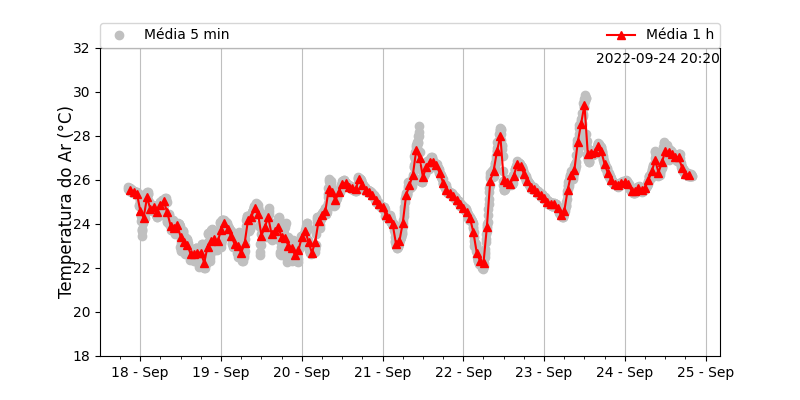 Média 5 min
Média 1 h
2022-09-24 20:20
Temperatura do Ar (°C)
32
30
28
26
24
22
20
18
18 - Sep
19 - Sep
20 - Sep
21 - Sep
22 - Sep
23 - Sep
24 - Sep
25 - Sep